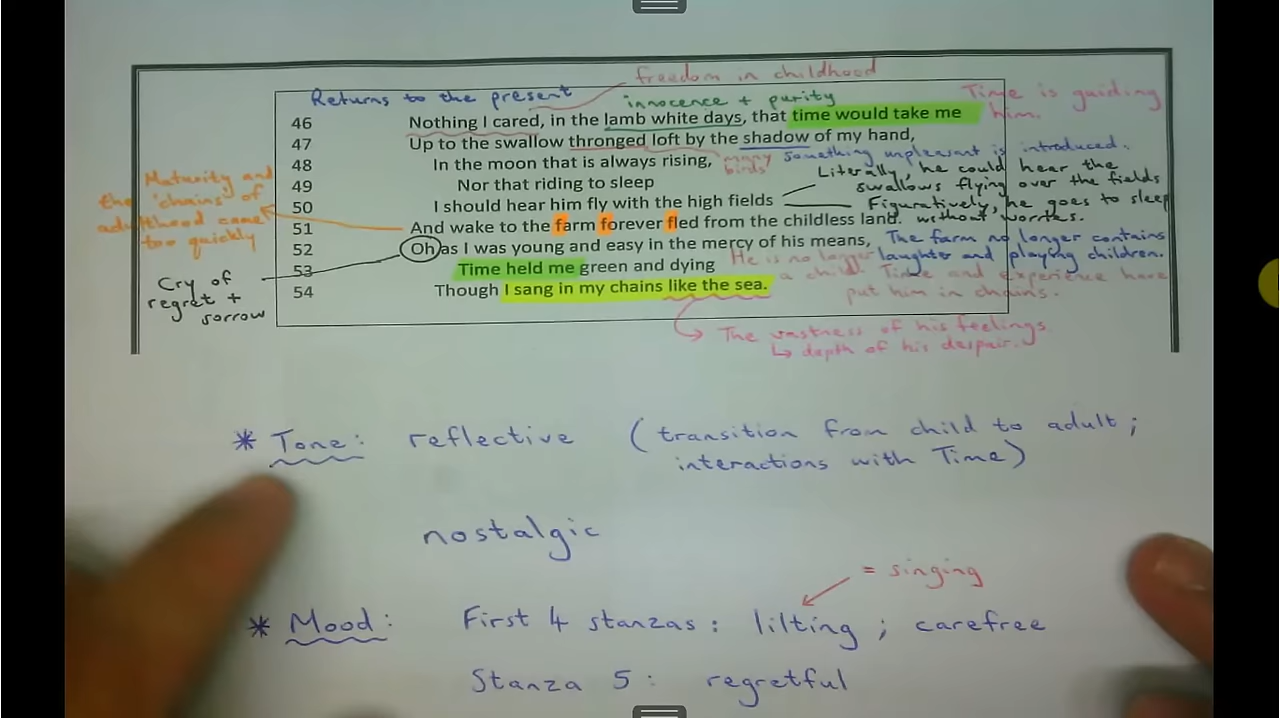 freedom in childhood
Returns to the present
innocence + purity
Time is guiding
him.
46 Nothing I cared, in the lamb white days, that time would take me
47 Up to the swallow thronged loft by the shadow of my hand,
many
birds
something unpleasant is introduced.
48 In the moon that is always rising,
49 Nor that riding to sleep
Literally, he could hear the
swallows flying over the fields
50 I should hear him fly with the high fields
Figuratively, he goes to sleep
without worries.
Maturity and
the 'chains' of
adulthood came
too quickly
51 And wake to the farm forever fled from the childless land.
52 Oh as I was young and easy in the mercy of his means,
The farm no longer contains
laughter and playing children.
53 Time held me green and dying
He is no longer
a child. Time and experience have
put him in chains.
54 Though I sang in my chains like the sea.
Cry of
regret +
sorrow
The vastness of his feelings
↳ depth of his despair.
* Tone: reflective (transition from child to adult;
interactions with Time)
nostalgic
= singing
* Mood: First 4 stanzas: lilting; carefree
Stanza 5: regretful